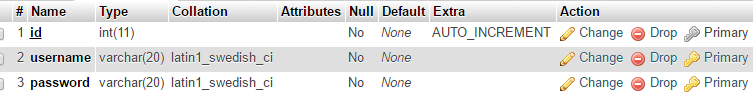 # Name Type Collation Attributes Null Default Extra Action
1 id int(11) No None AUTO_INCREMENT Change Drop Primary
2 username varchar(20) latin1_swedish_ci No None Change Drop Primary
3 password varchar(20) latin1_swedish_ci No None Change Drop Primary